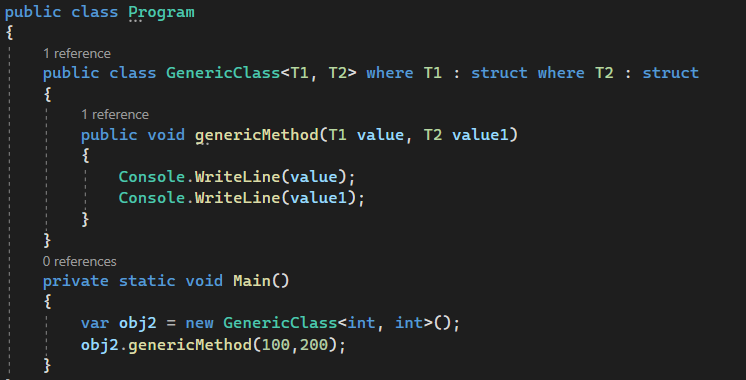 public class Program
{
1 reference
public class GenericClass<T1, T2> where T1 : struct where T2 : struct
{
1 reference
public void genericMethod(T1 value, T2 value1)
{
Console.WriteLine(value);
Console.WriteLine(value1);
}
}
0 references
private static void Main()
{
var obj2 = new GenericClass<int, int>();
obj2.genericMethod(100,200);
}